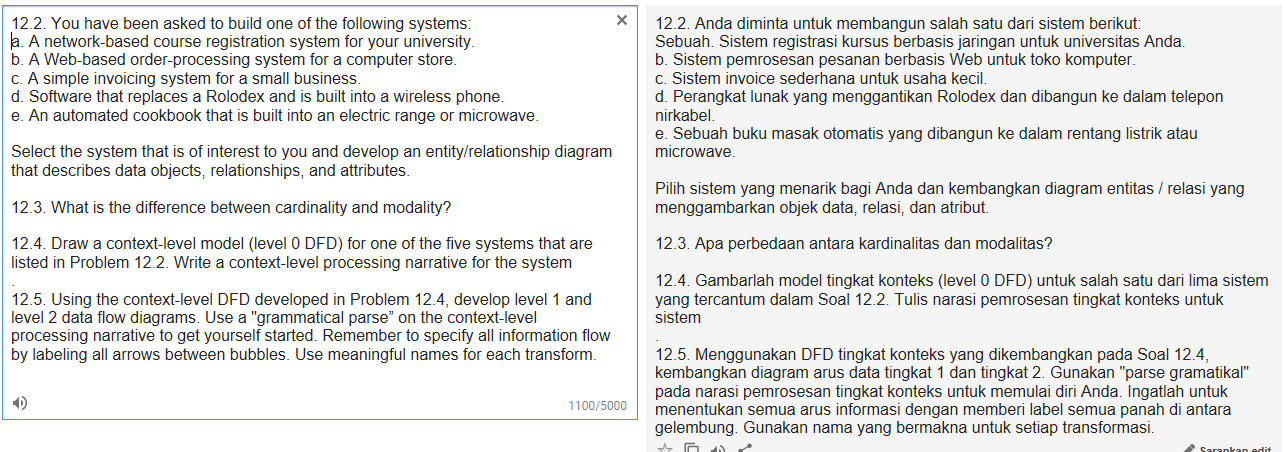 12.2. You have been asked to build one of the following systems:
a. A network-based course registration system for your university.
b. A Web-based order-processing system for a computer store.
c. A simple invoicing system for a small business.
d. Software that replaces a Rolodex and is built into a wireless phone.
e. An automated cookbook that is built into an electric range or microwave.
Select the system that is of interest to you and develop an entity/relationship diagram
that describes data objects, relationships, and attributes.
12.3. What is the difference between cardinality and modality?
12.4. Draw a context-level model (level 0 DFD) for one of the five systems that are
listed in Problem 12.2. Write a context-level processing narrative for the system
.
12.5. Using the context-level DFD developed in Problem 12.4, develop level 1 and
level 2 data flow diagrams. Use a "grammatical parse” on the context-level
processing narrative to get yourself started. Remember to specify all information flow
by labeling all arrows between bubbles. Use meaningful names for each transform.
1100/5000
12.2. Anda diminta untuk membangun salah satu dari sistem berikut:
Sebuah. Sistem registrasi kursus berbasis jaringan untuk universitas Anda.
b. Sistem pemrosesan pesanan berbasis Web untuk toko komputer.
c. Sistem invoice sederhana untuk usaha kecil.
d. Perangkat lunak yang menggantikan Rolodex dan dibangun ke dalam telepon
nirkabel.
e. Sebuah buku masak otomatis yang dibangun ke dalam rentang listrik atau
microwave.
Pilih sistem yang menarik bagi Anda dan kembangkan diagram entitas / relasi yang
menggambarkan objek data, relasi, dan atribut.
12.3. Apa perbedaan antara kardinalitas dan modalitas?
12.4. Gambarlah model tingkat konteks (level 0 DFD) untuk salah satu dari lima sistem
yang tercantum dalam Soal 12.2. Tulis narasi pemrosesan tingkat konteks untuk
sistem
.
12.5. Menggunakan DFD tingkat konteks yang dikembangkan pada Soal 12.4,
kembangkan diagram arus data tingkat 1 dan tingkat 2. Gunakan "parse gramatikal"
pada narasi pemrosesan tingkat konteks untuk memulai diri Anda. Ingatlah untuk
menentukan semua arus informasi dengan memberi label semua panah di antara
gelembung. Gunakan nama yang bermakna untuk setiap transformasi.
Sarankan edit